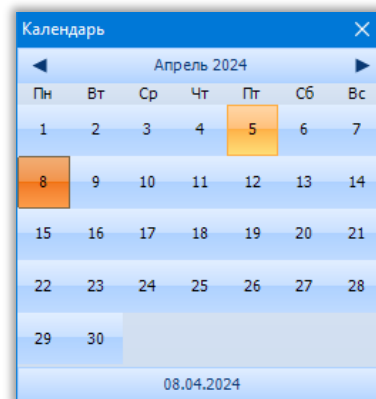 Календарь
Апрель 2024
Пн Вт Ср Чт Пт Сб Вс
1 2 3 4 5 6 7
8 9 10 11 12 13 14
15 16 17 18 19 20 21
22 23 24 25 26 27 28
29 30
08.04.2024